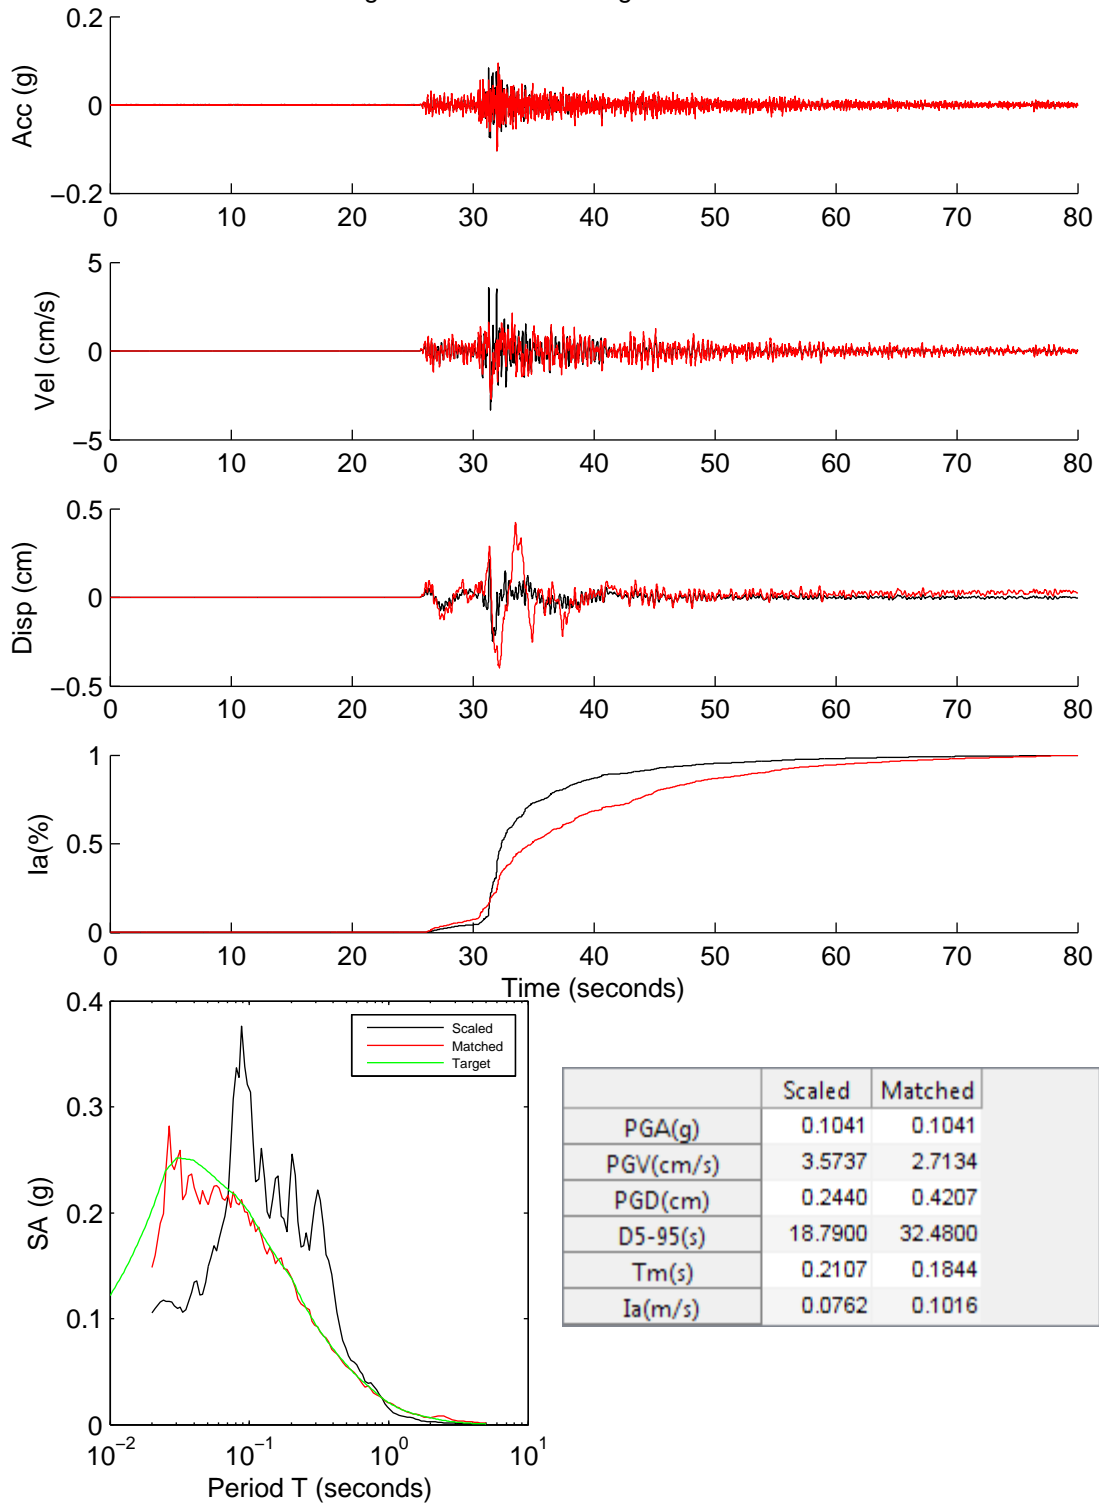 0.2
0
−0.2
Acc (g)
0 10 20 30 40 50 60 70 80
5
0
−5
Vel (cm/s)
0 10 20 30 40 50 60 70 80
0.5
0
−0.5
Disp (cm)
0 10 20 30 40 50 60 70 80
1
0.5
0
Ia(%)
0 10 20 30 40 50 60 70 80
Time (seconds)
0.4
0.3
0.2
0.1
0
SA (g)
Scaled
Matched
Target
10−2 10−1 100 101
Period T (seconds)
Scaled Matched
PGA(g) 0.1041 0.1041
PGV(cm/s) 3.5737 2.7134
PGD(cm) 0.2440 0.4207
D5-95(s) 18.7900 32.4800
Tm(s) 0.2107 0.1844
Ia(m/s) 0.0762 0.1016